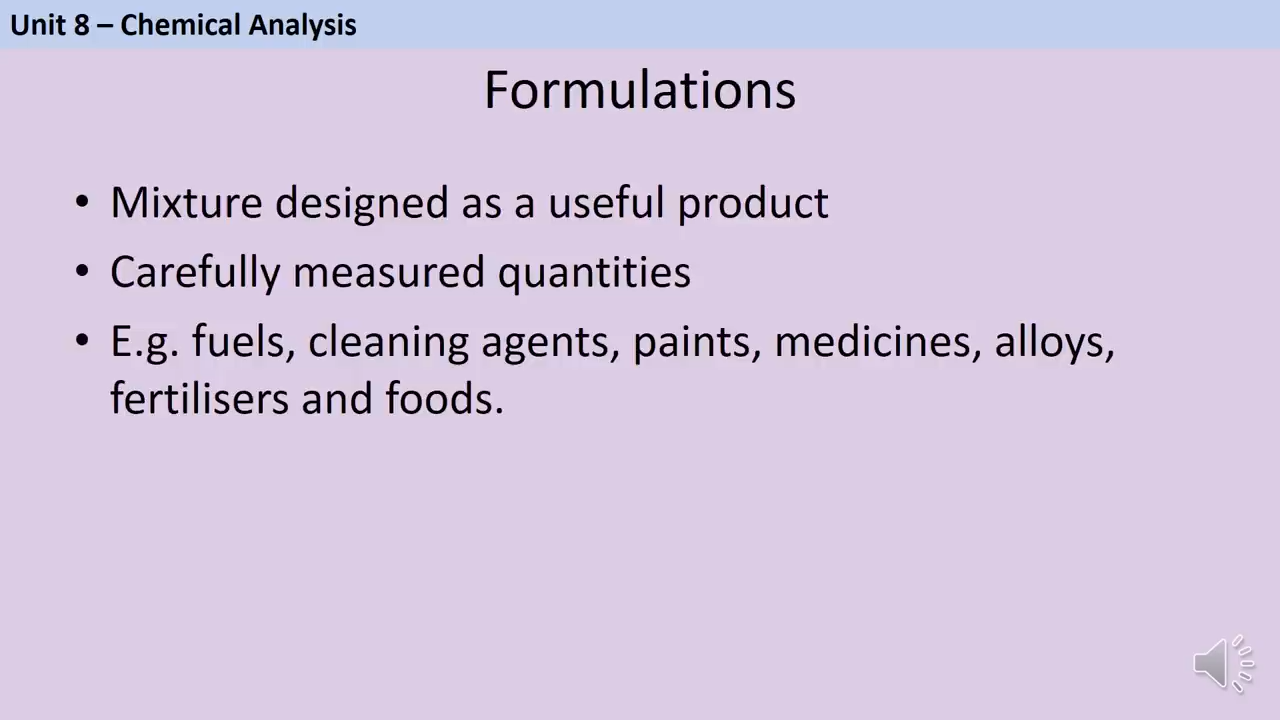 Unit 8 – Chemical Analysis
Formulations
• Mixture designed as a useful product
• Carefully measured quantities
• E.g. fuels, cleaning agents, paints, medicines, alloys,
fertilisers and foods.